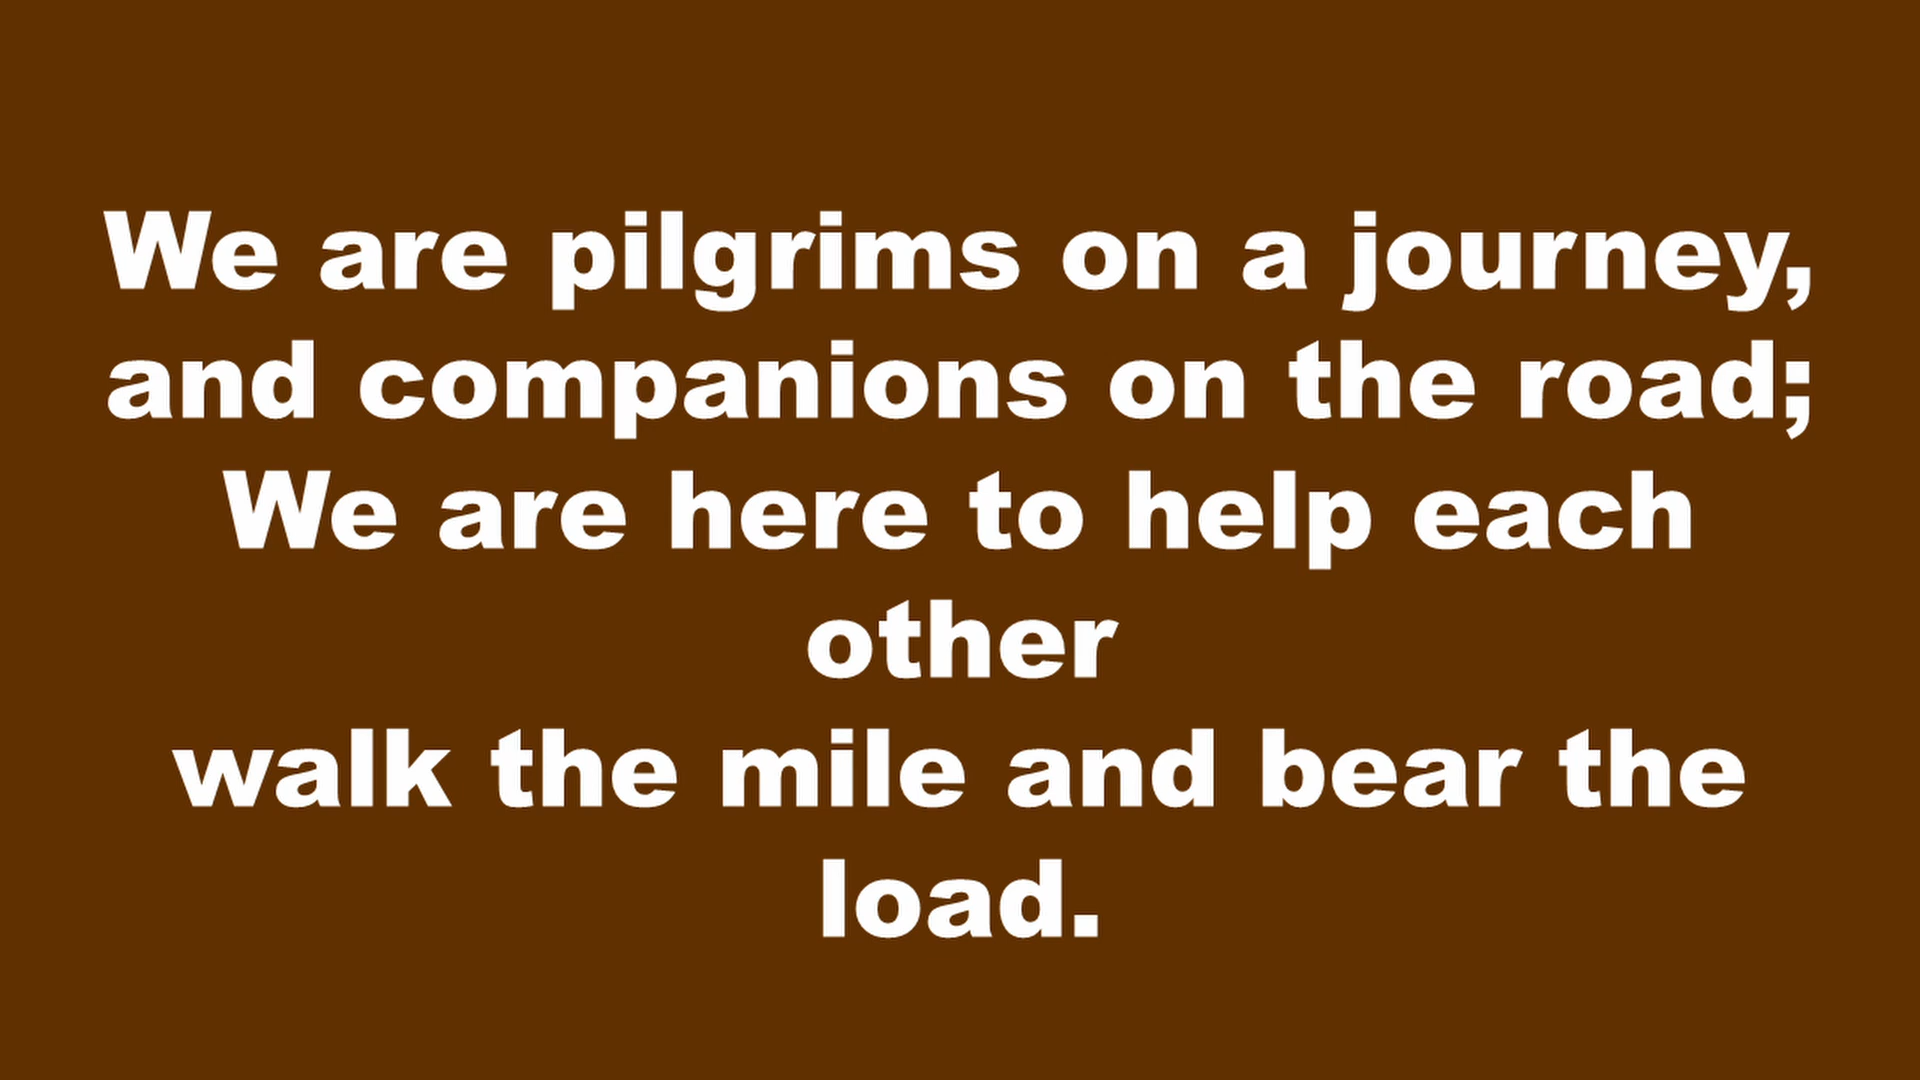 We are pilgrims on a journey,
and companions on the road;
We are here to help each
other
walk the mile and bear the
load.